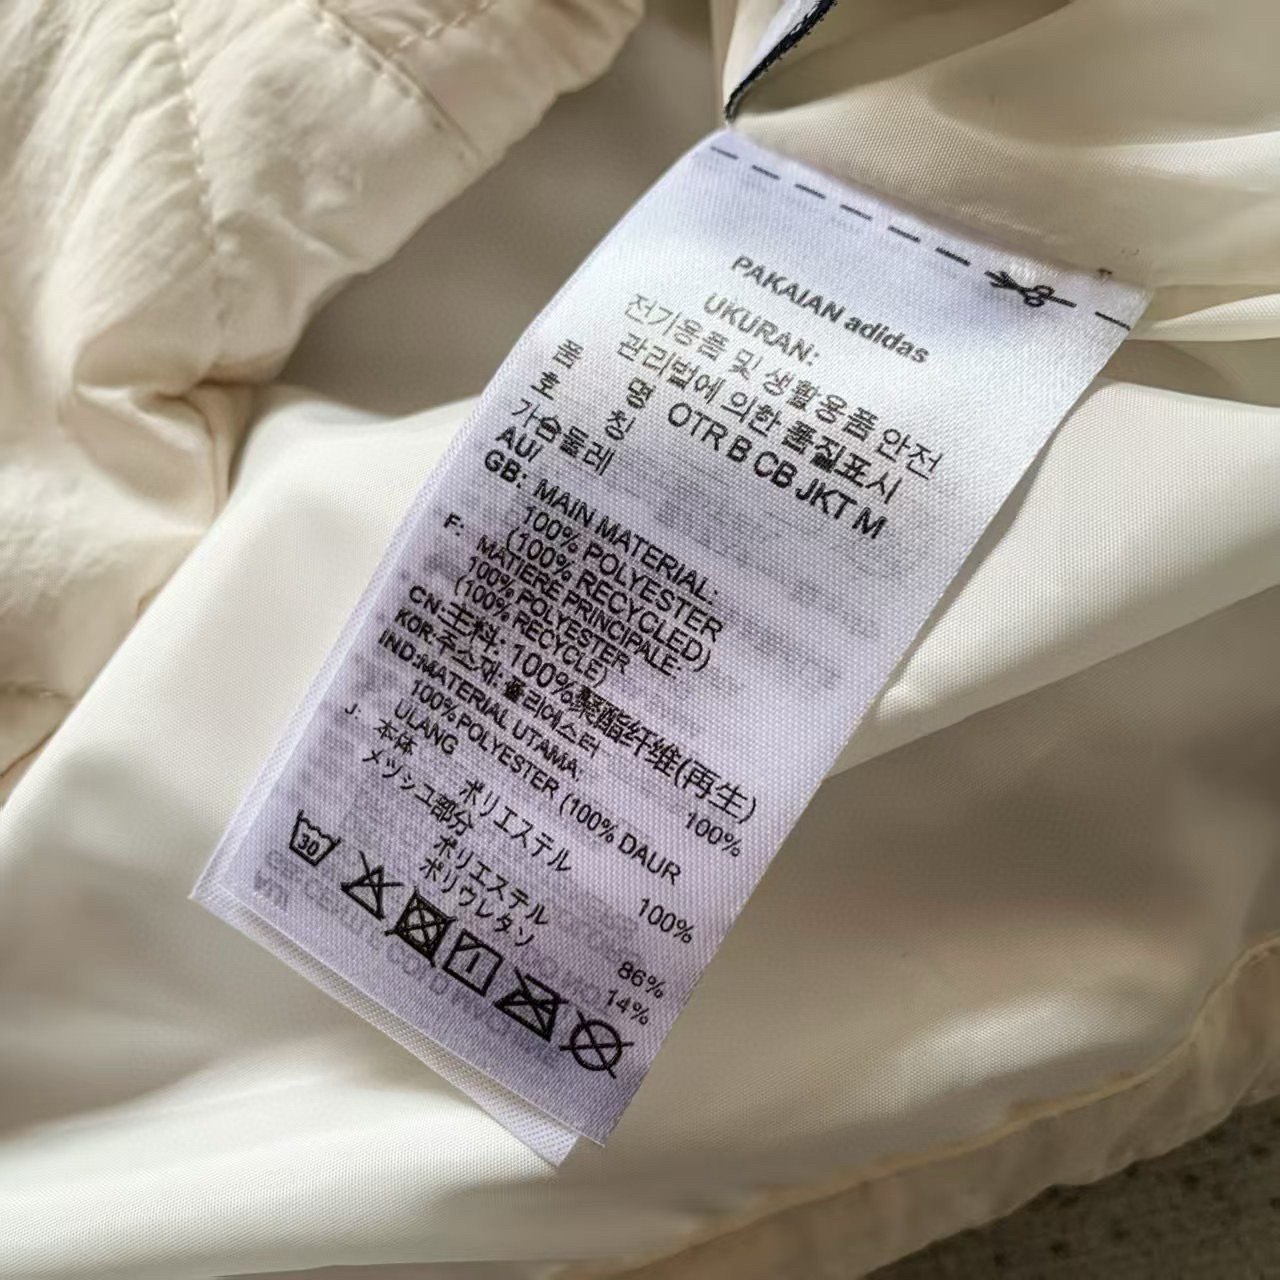 PAKAIAN adidas
UKURAN:
전기용품 및 생활용품 안전
관리법에 의한 품질표시
품 명 OTR B CB JKT M
호 칭
가슴둘레
AU/
GB: MAIN MATERIAL:
100% POLYESTER
(100% RECYCLED)
F: MATIERE PRINCIPALE:
100% POLYESTER
(100% RECYCLE)
CN:主料: 100%聚酯纤维(再生)
KOR:주소재: 폴리에스터 100%
IND:MATERIAL UTAMA:
100% POLYESTER (100% DAUR
ULANG
J: 本体
ポリエステル 100%
メツシユ部分
ポリエステル 86%
ポリウレタン 14%
30